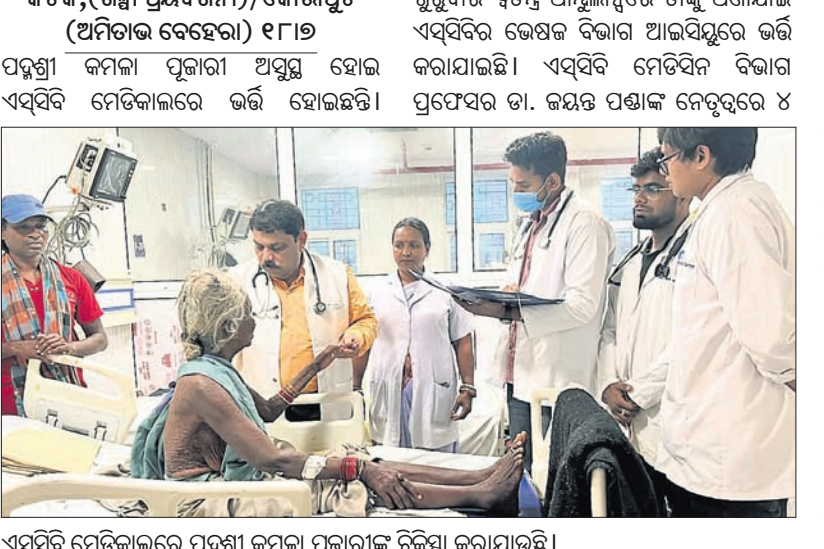 (ଅମିତାଭ ବେହେରା) ୧୮ା୭
ପଦ୍ମଶ୍ରୀ କମଳା ପୂଜାରୀ ଅସୁସ୍ଥ ହୋଇ
ଏସ୍‌ସିବି ମେଡିକାଲରେ ଭର୍ତ୍ତି ହୋଇଛନ୍ତି।
ଏସ୍‌ସିବିର ଭେଷଜ ବିଭାଗ ଆଇସିୟୁରେ ଭର୍ତ୍ତି
କରାଯାଇଛି। ଏସ୍‌ସିବି ମେଡିସିନ ବିଭାଗ
ପ୍ରଫେସର ଡା. ଜୟନ୍ତ ପଣ୍ଡାଙ୍କ ନେତୃତ୍ୱରେ ୪
ଏସ୍‌ସିବି ମେଡିକାଲରେ ପଦ୍ମଶ୍ରୀ କମଳା ପୂଜାରୀଙ୍କ ଚିକିତ୍ସା କରାଯାଉଛି।